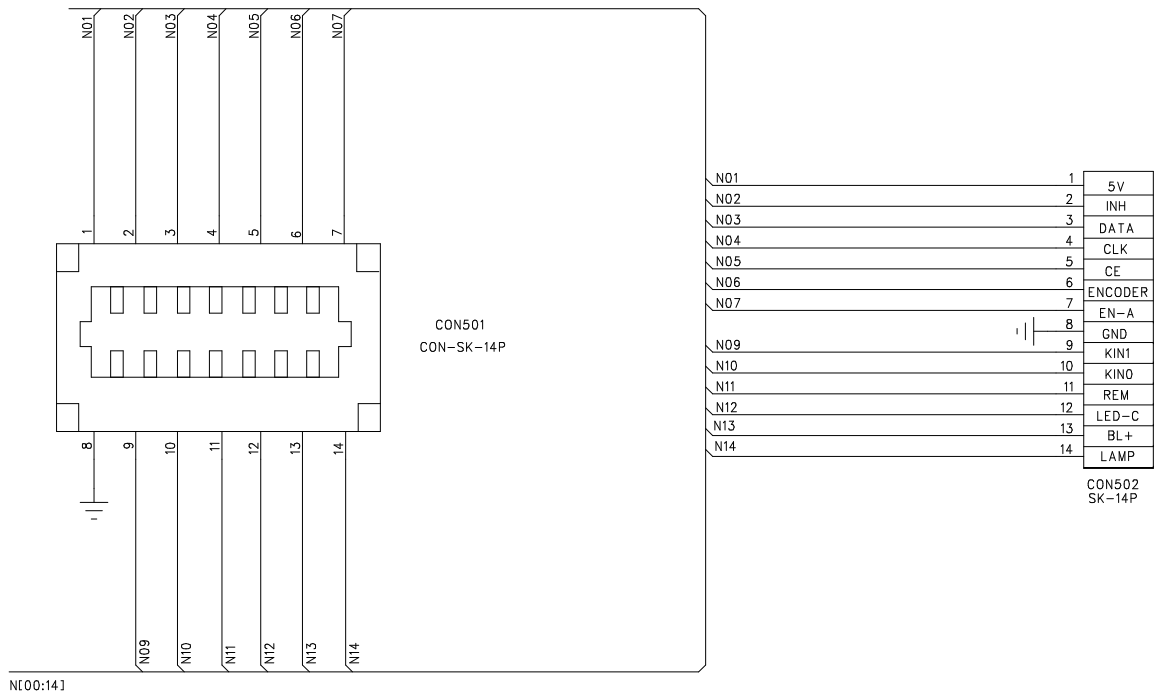 N01 N02 N03 N04 N05 N06 N07
1 2 3 4 5 6 7
CON501
CON-SK-14P
8 9 10 11 12 13 14
N09 N10 N11 N12 N13 N14
N[00:14]
N01 1 5V
N02 2 INH
N03 3 DATA
N04 4 CLK
N05 5 CE
N06 6 ENCODER
N07 7 EN-A
8 GND
N09 9 KIN1
N10 10 KIN0
N11 11 REM
N12 12 LED-C
N13 13 BL+
N14 14 LAMP
CON502
SK-14P